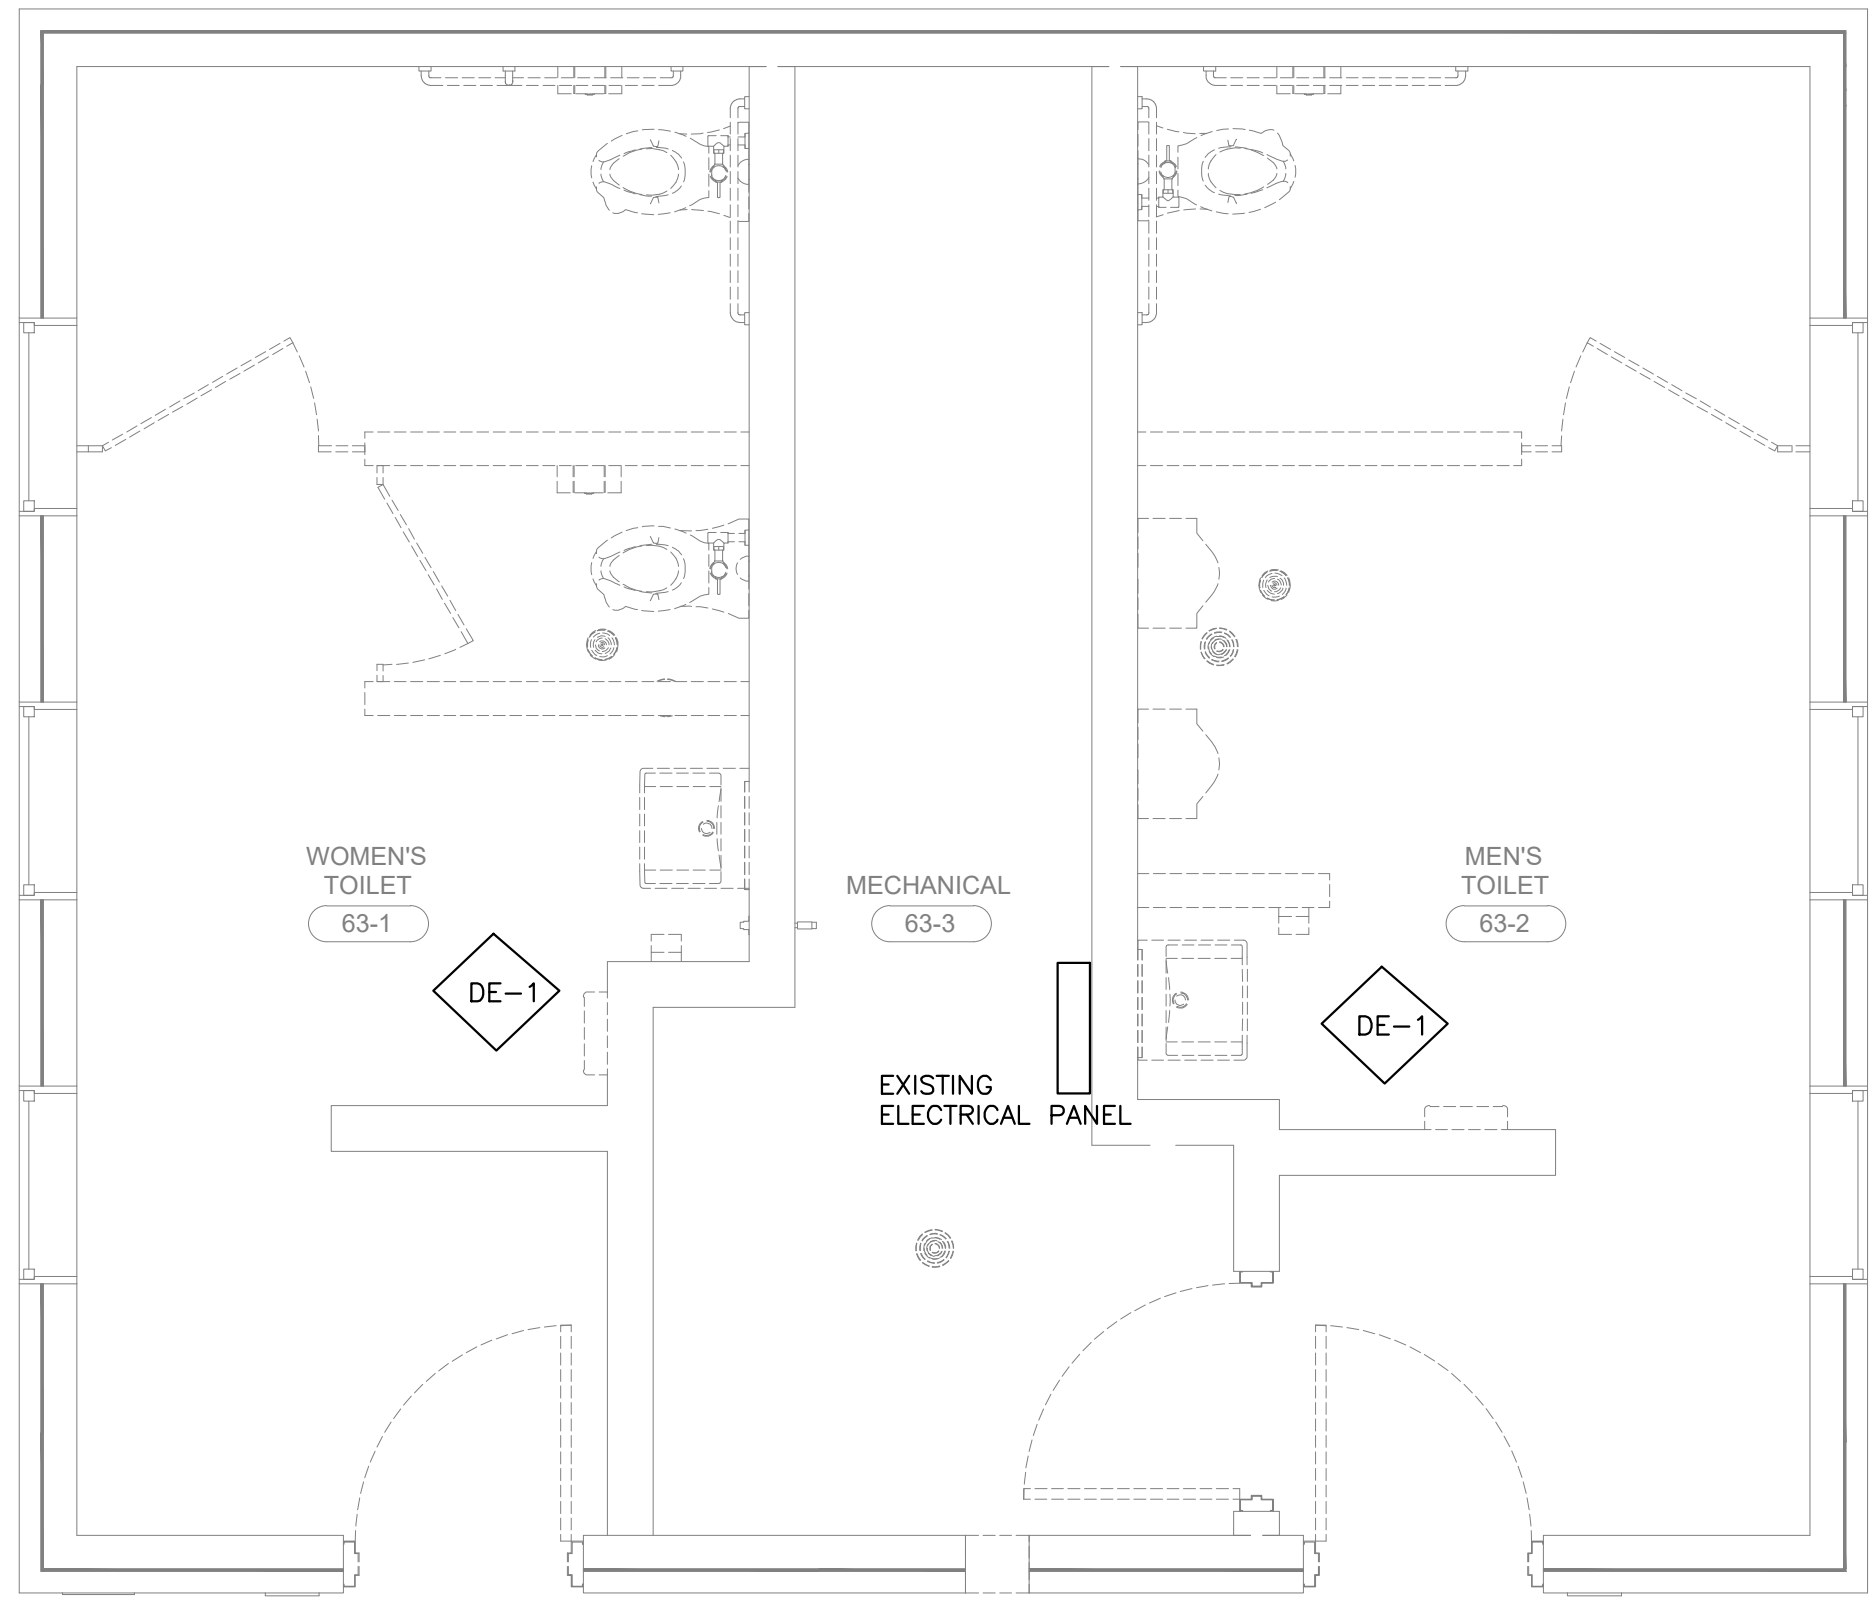 WOMEN'S
TOILET
63-1
MECHANICAL
63-3
MEN'S
TOILET
63-2
DE-1
DE-1
EXISTING
ELECTRICAL PANEL